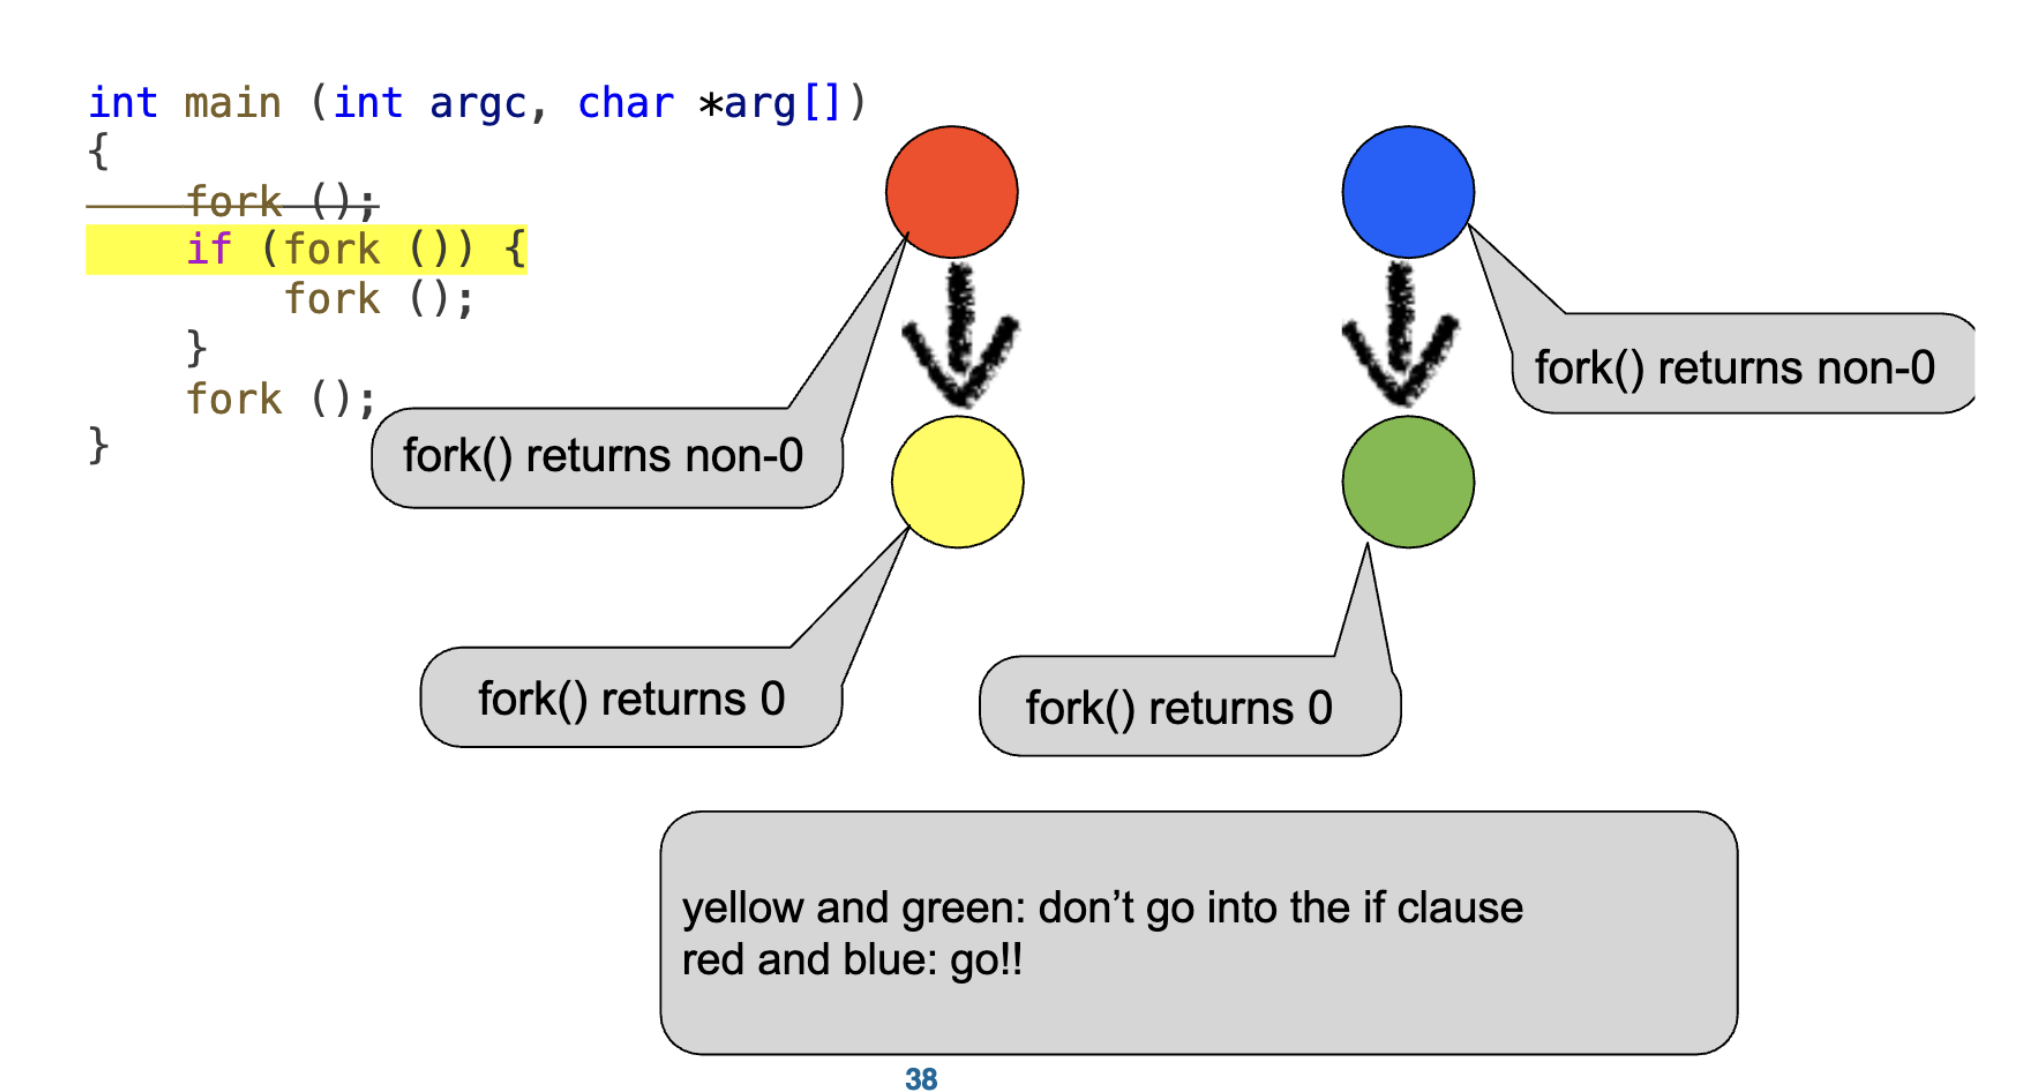 int main (int argc, char *arg[])
{
    fork ();
    if (fork ()) {
        fork ();
    }
    fork ();
}
fork() returns non-0
fork() returns non-0
fork() returns 0
fork() returns 0
yellow and green: don’t go into the if clause
red and blue: go!!
38